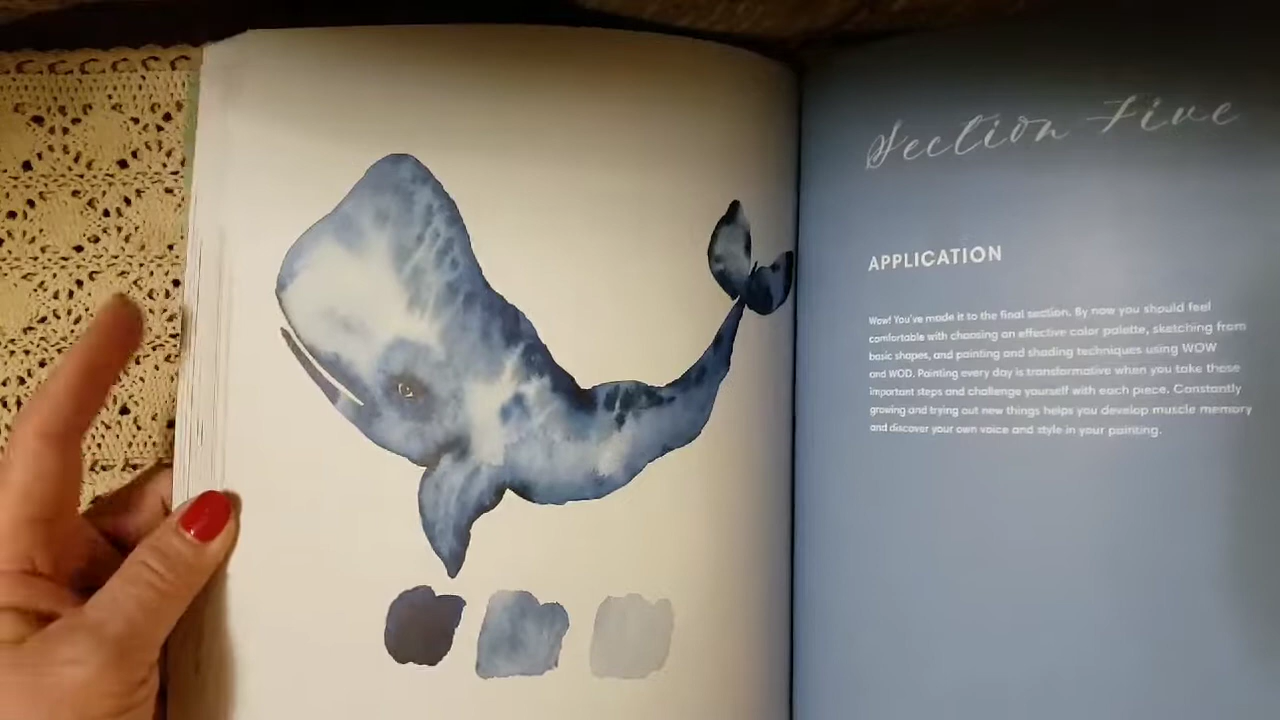 Section Five
APPLICATION
Wow! You've made it to the final section. By now you should feel
comfortable with choosing an effective color palette, sketching from
basic shapes, and painting and shading techniques using WOW
and WOD. Painting every day is transformative when you take these
important steps and challenge yourself with each piece. Constantly
growing and trying out new things helps you develop muscle memory
and discover your own voice and style in your painting.